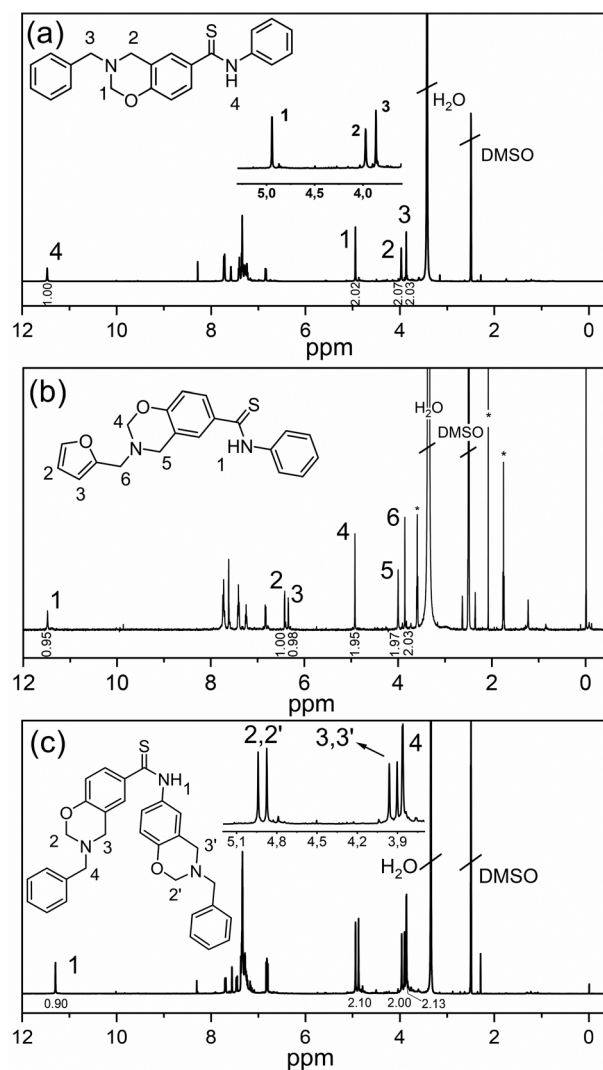 (a)
S
3
2
N
N
H
1
O
4
1
2
3
5,0
4,5
4,0
H2O
DMSO
4
1
2
3
1.00
2.02
2.07
2.03
12
10
8
6
4
2
0
ppm
(b)
4
O
S
N
N
H
5
1
O
6
2
3
H2O
DMSO
*
*
*
1
2
3
4
5
6
0.95
1.00
0.98
1.95
1.97
2.03
12
10
8
6
4
2
0
ppm
(c)
S
NH
1
O
N
2
3
4
3'
O
N
2'
2,2'
3,3'
4
5,1
4,8
4,5
4,2
3,9
H2O
DMSO
1
0.90
2.10
2.00
2.13
12
10
8
6
4
2
0
ppm